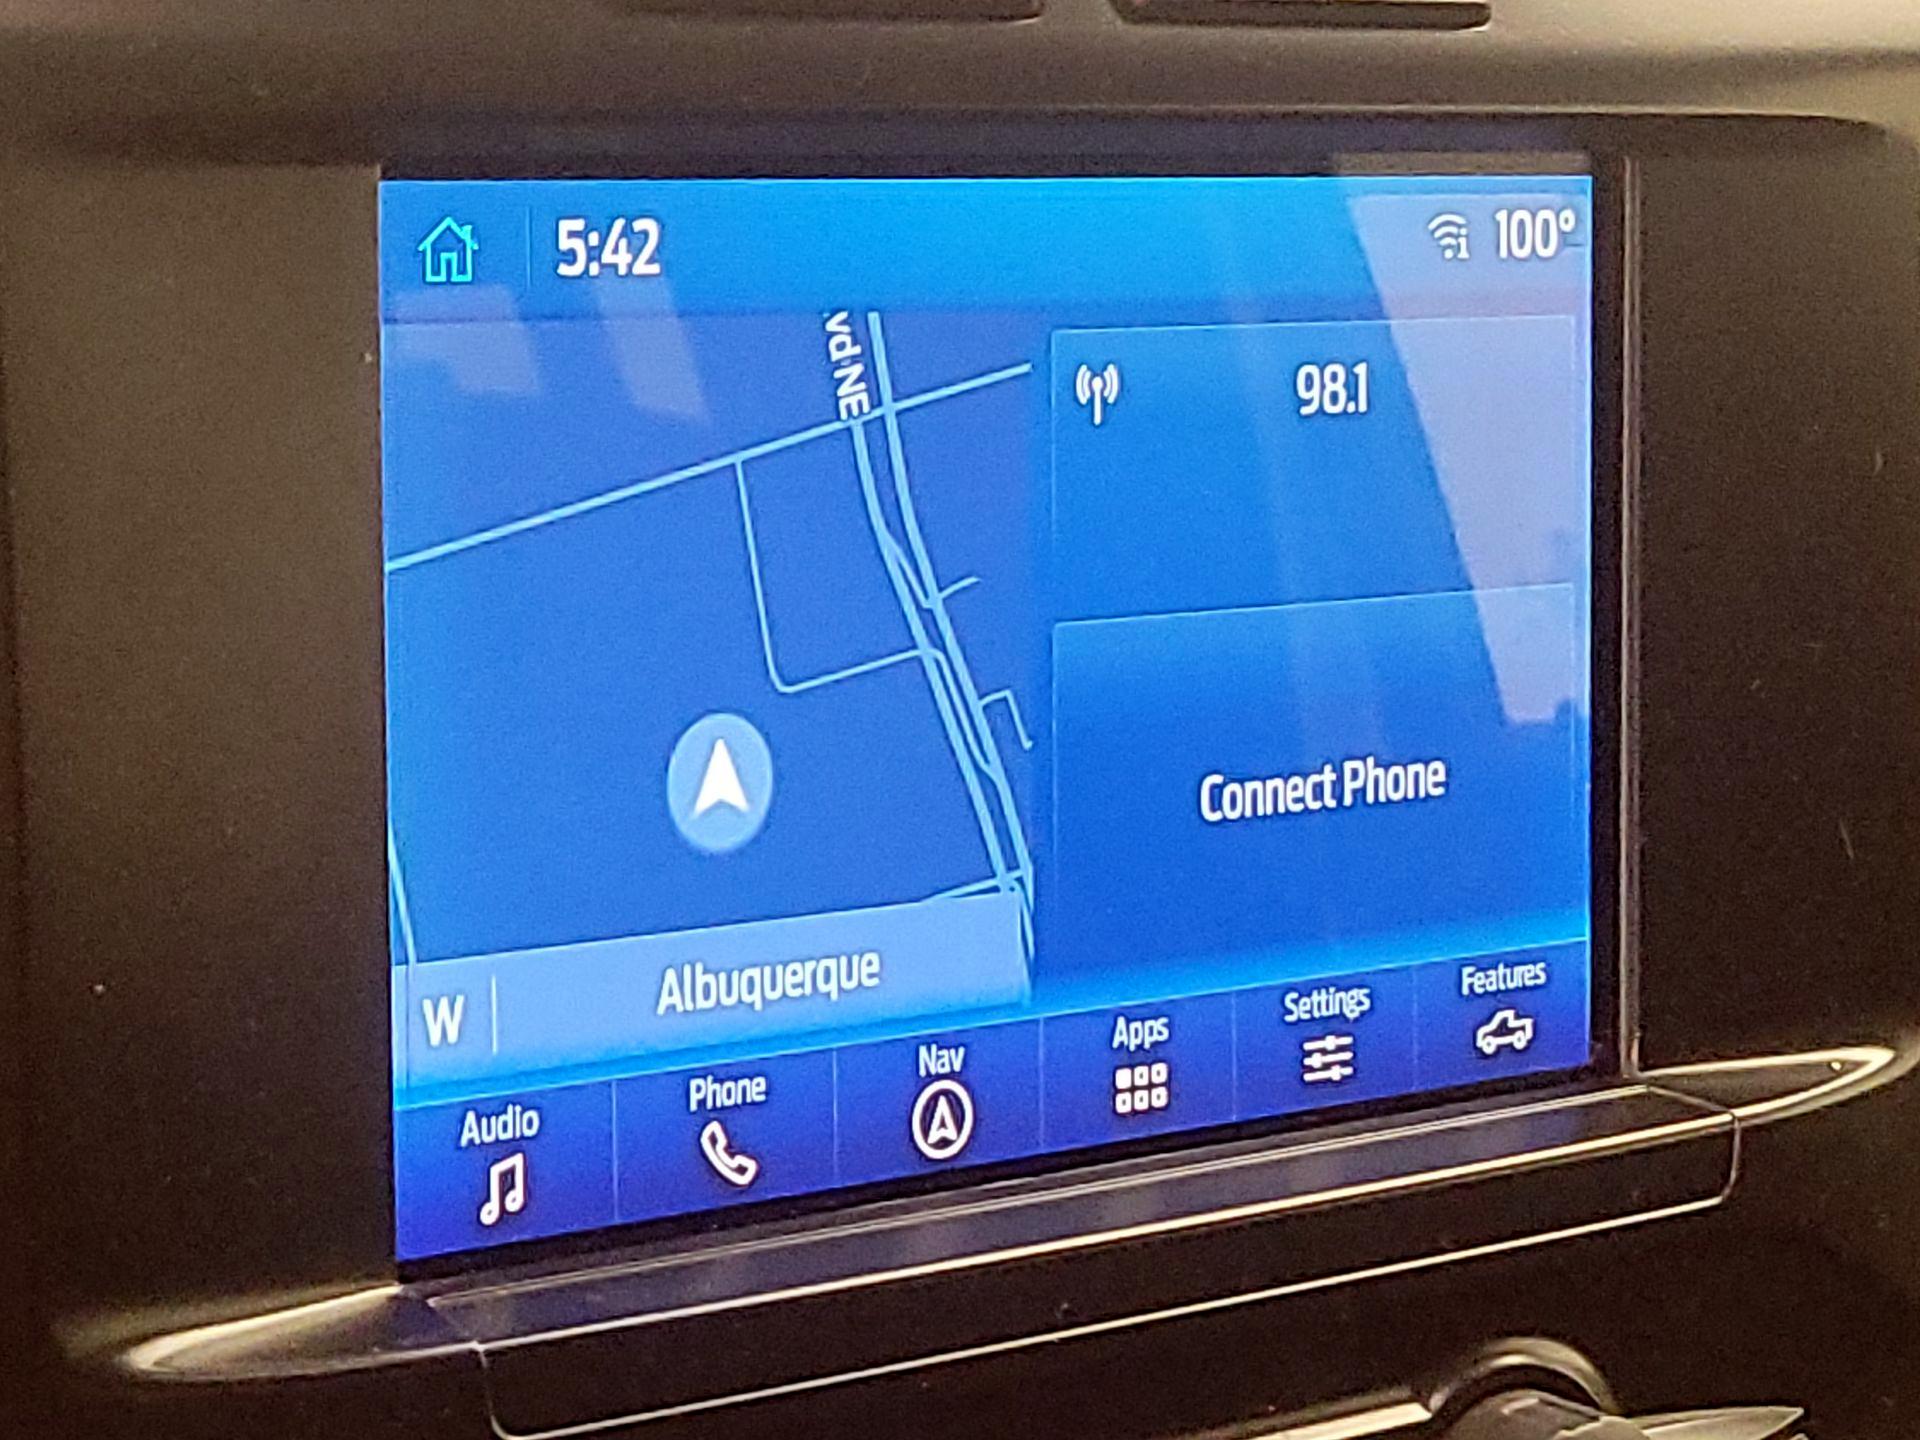 5:42
100°
vd NE
98.1
Connect Phone
W
Albuquerque
Audio
Phone
Nav
Apps
Settings
Features